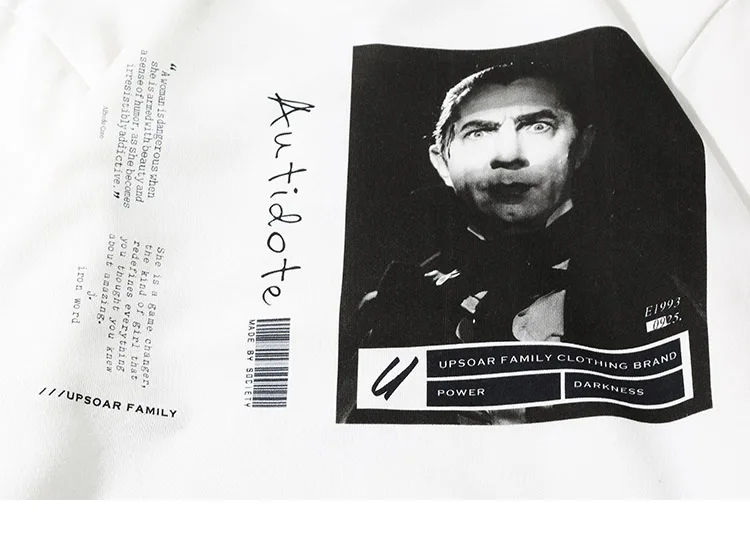 “A woman is dangerous when
she is armed with beauty and
a sense of humor, as she becomes
irresistibly addictive.”
She is a game changer,
the kind of girl that
redefines everything
you thought you knew
about amazing.
j.
iron word
///UPSOAR FAMILY
Autidote
MADE BY SOCIETY
E1993
0925.
U
UPSOAR FAMILY CLOTHING BRAND
POWER
DARKNESS